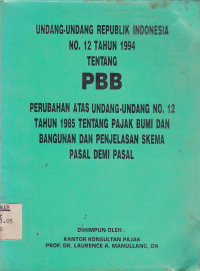 UNDANG-UNDANG REPUBLIK INDONESIA
NO. 12 TAHUN 1994
TENTANG
PBB
PERUBAHAN ATAS UNDANG-UNDANG NO. 12
TAHUN 1985 TENTANG PAJAK BUMI DAN
BANGUNAN DAN PENJELASAN SKEMA
PASAL DEMI PASAL
DIHIMPUN OLEH :
KANTOR KONSULTAN PAJAK
PROF. DR. LAURENCE A. MANULLANG, DA